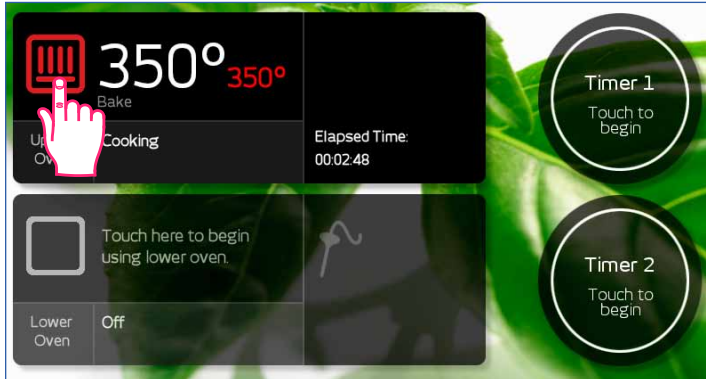 350° 350°
Bake
Cooking
Elapsed Time:
00:02:48
Timer 1
Touch to
begin
Touch here to begin
using lower oven.
Lower
Oven
Off
Timer 2
Touch to
begin